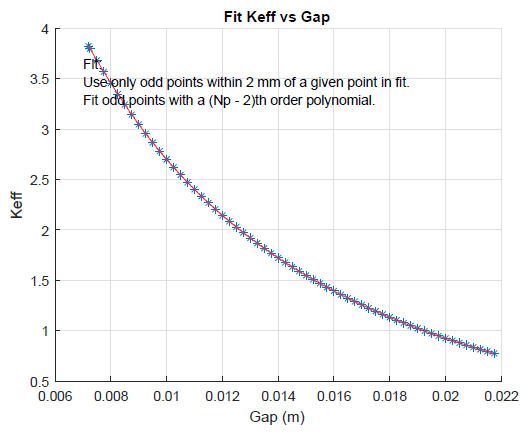 Fit Keff vs Gap
4
3.5
3
2.5
2
1.5
1
0.5
Keff
Fit.
Use only odd points within 2 mm of a given point in fit.
Fit odd points with a (Np - 2)th order polynomial.
0.006 0.008 0.01 0.012 0.014 0.016 0.018 0.02 0.022
Gap (m)